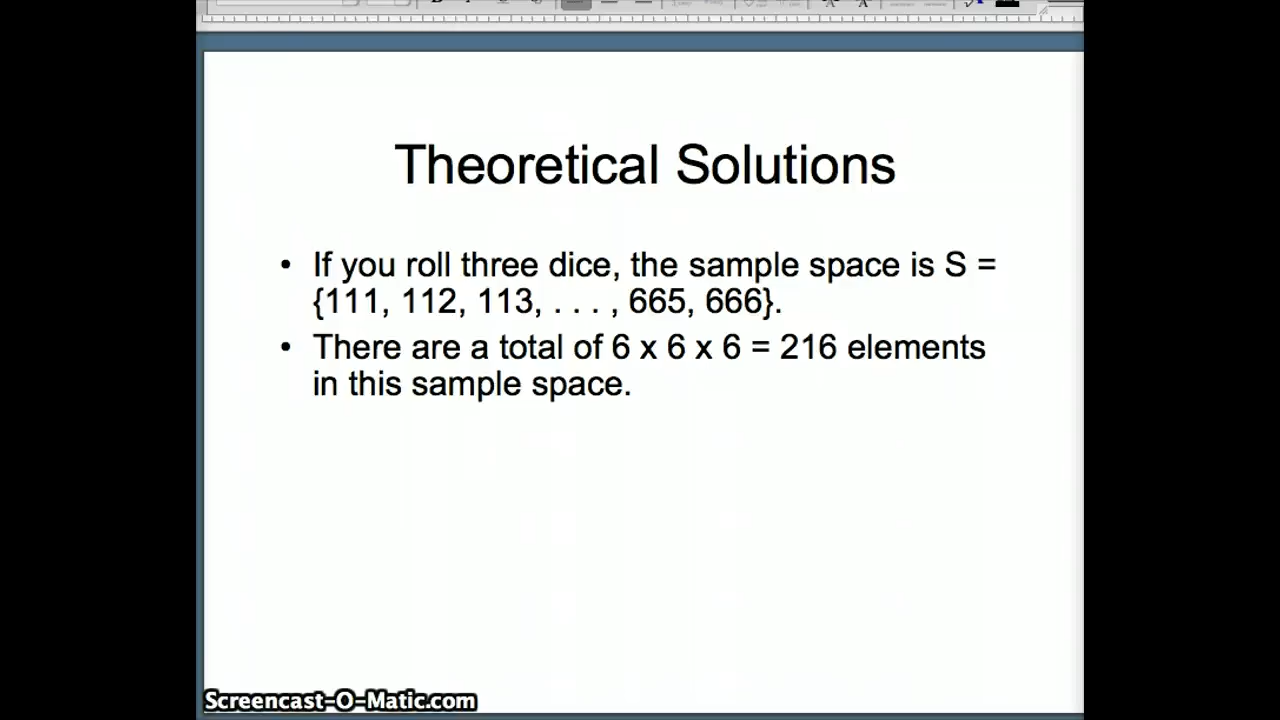 Theoretical Solutions
• If you roll three dice, the sample space is S =
{111, 112, 113, . . . , 665, 666}.
• There are a total of 6 x 6 x 6 = 216 elements
in this sample space.
Screencast-O-Matic.com